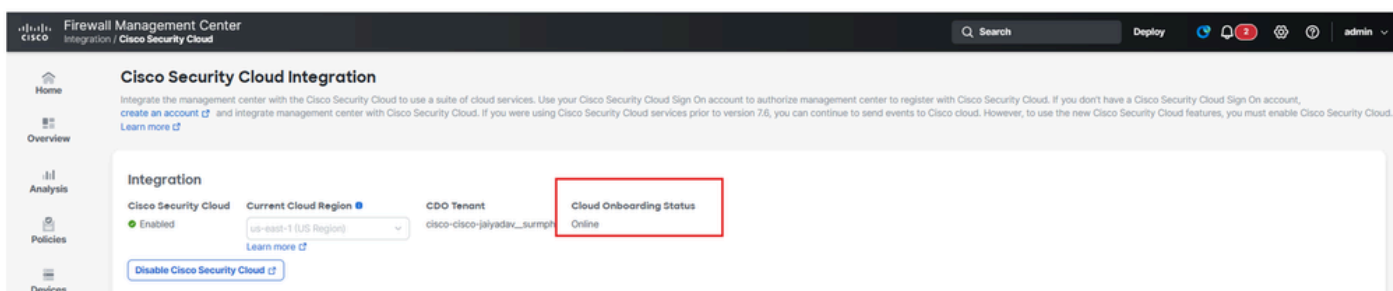 CISCO
Firewall Management Center
Integration / Cisco Security Cloud
Search
Deploy
2
admin
Home
Overview
Analysis
Policies
Devices
Cisco Security Cloud Integration
Integrate the management center with the Cisco Security Cloud to use a suite of cloud services. Use your Cisco Security Cloud Sign On account to authorize management center to register with Cisco Security Cloud. If you don't have a Cisco Security Cloud Sign On account,
create an account and integrate management center with Cisco Security Cloud. If you were using Cisco Security Cloud services prior to version 7.6, you can continue to send events to Cisco cloud. However, to use the new Cisco Security Cloud features, you must enable Cisco Security Cloud.
Learn more
Integration
Cisco Security Cloud Current Cloud Region CDO Tenant Cloud Onboarding Status
Enabled us-east-1 (US Region) cisco-cisco-jaiyadav__surmph Online
Learn more
Disable Cisco Security Cloud